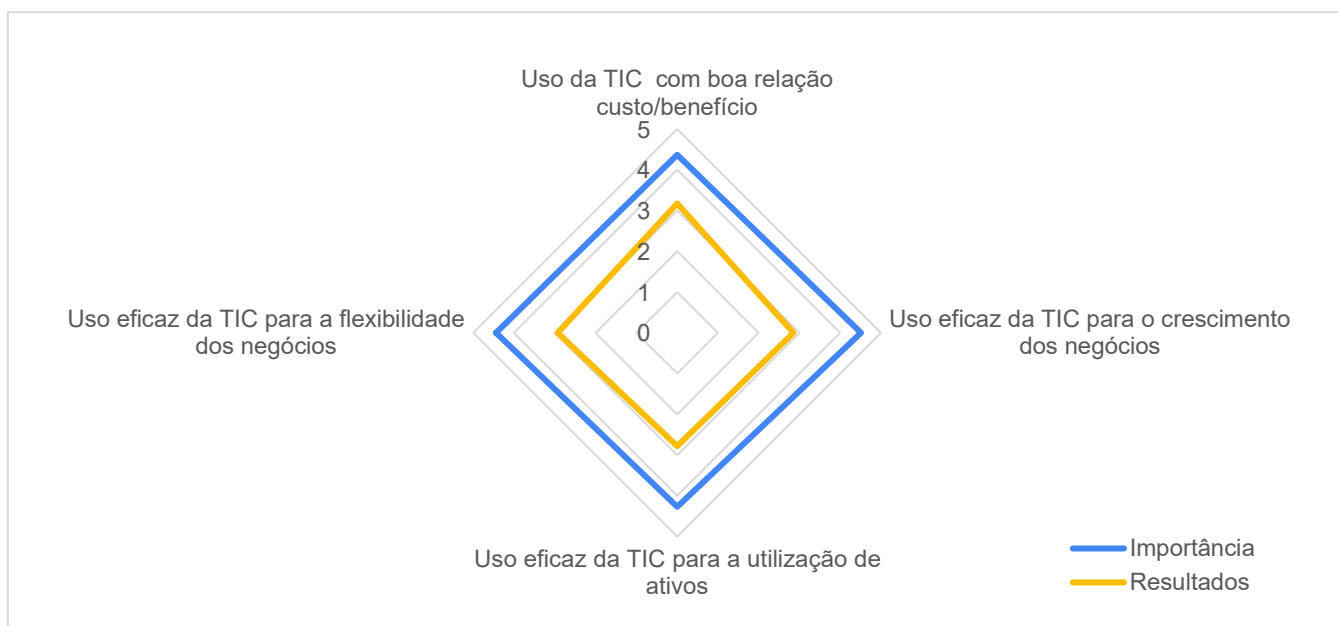 Uso da TIC  com boa relação
custo/benefício
5
4
3
2
1
0
Uso eficaz da TIC para a flexibilidade
dos negócios
Uso eficaz da TIC para o crescimento
dos negócios
Uso eficaz da TIC para a utilização de
ativos
Importância
Resultados